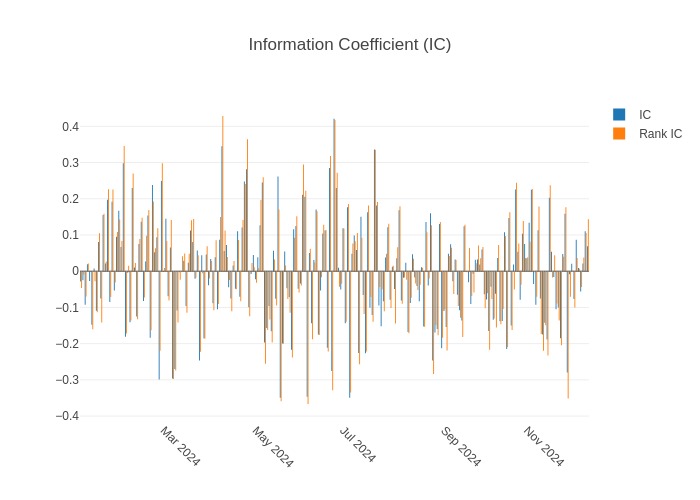 Information Coefficient (IC)
IC
Rank IC
0.4
0.3
0.2
0.1
0
−0.1
−0.2
−0.3
−0.4
Mar 2024
May 2024
Jul 2024
Sep 2024
Nov 2024